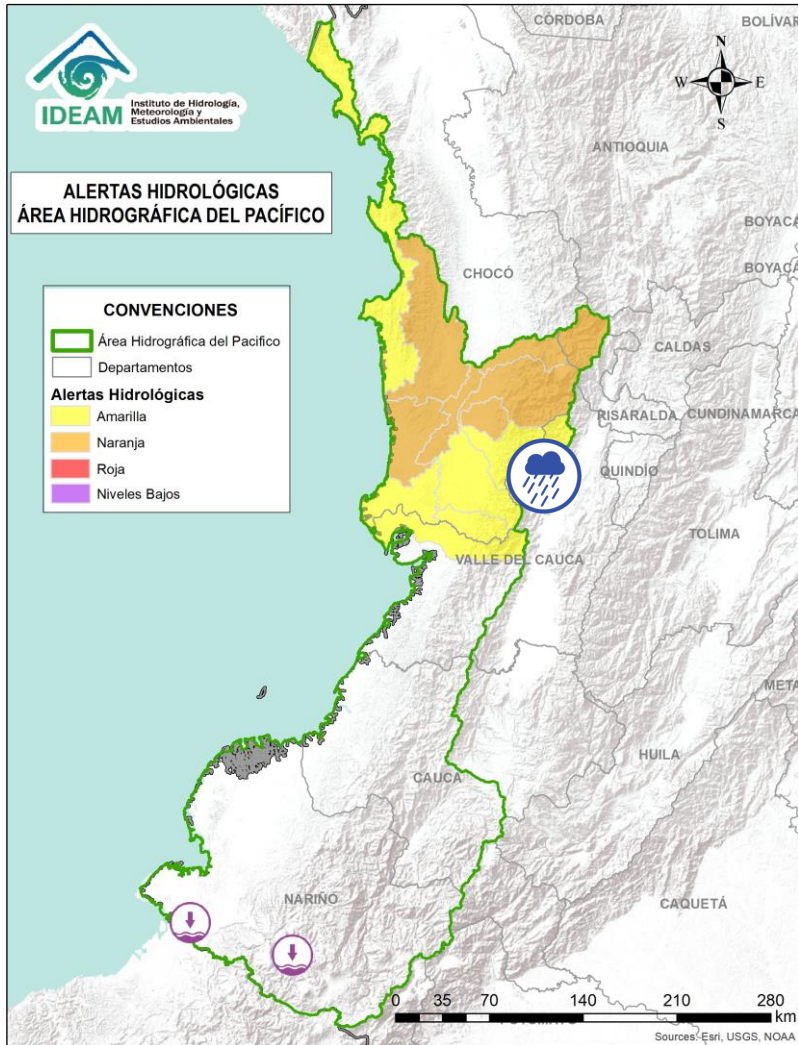 IDEAM
Instituto de Hidrología,
Meteorología y
Estudios Ambientales
ALERTAS HIDROLÓGICAS
ÁREA HIDROGRÁFICA DEL PACÍFICO
CONVENCIONES
Área Hidrográfica del Pacifico
Departamentos
Alertas Hidrológicas
Amarilla
Naranja
Roja
Niveles Bajos
N
W
E
S
CÓRDOBA
BOLÍVAR
ANTIOQUIA
BOYACÁ
BOYACÁ
CHOCÓ
CALDAS
RISARALDA
CUNDINAMARCA
QUINDÍO
TOLIMA
VALLE DEL CAUCA
META
HUILA
CAUCA
NARIÑO
CAQUETÁ
0 35 70 140 210 280
km
Sources: Esri, USGS, NOAA